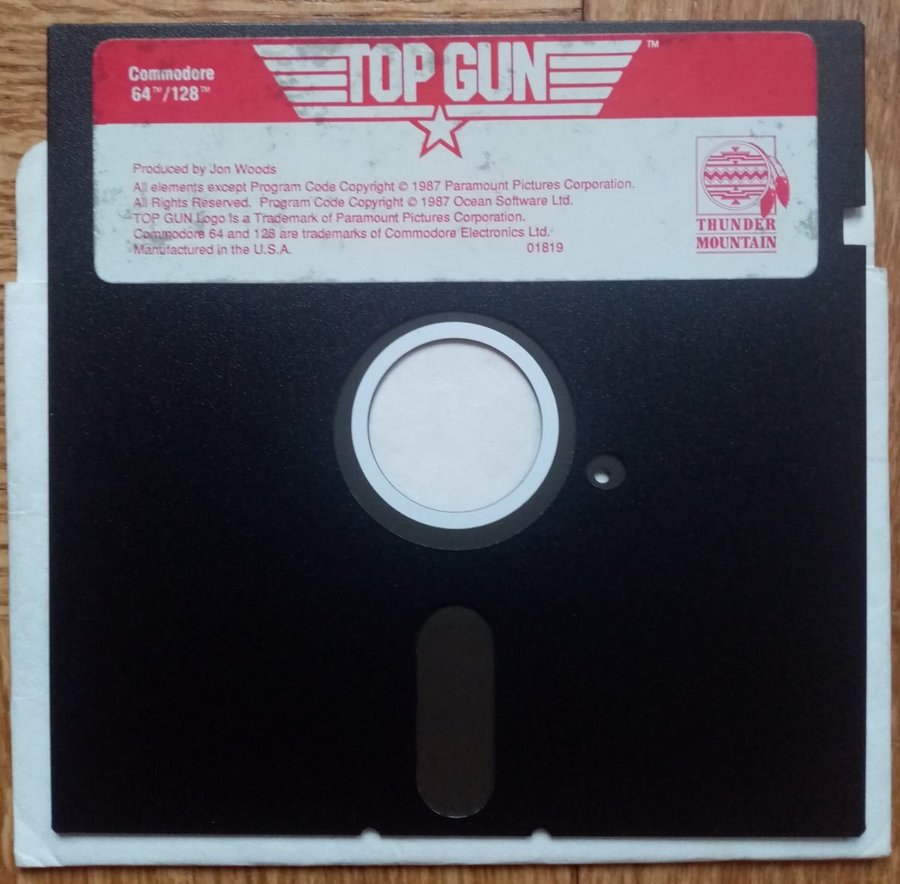 Commodore
64™/128™
TOP GUN™
Produced by Jon Woods
All elements except Program Code Copyright © 1987 Paramount Pictures Corporation.
All Rights Reserved. Program Code Copyright © 1987 Ocean Software Ltd.
TOP GUN Logo Is a Trademark of Paramount Pictures Corporation.
Commodore 64 and 128 are trademarks of Commodore Electronics Ltd.
Manufactured in the U.S.A. 01819
THUNDER
MOUNTAIN